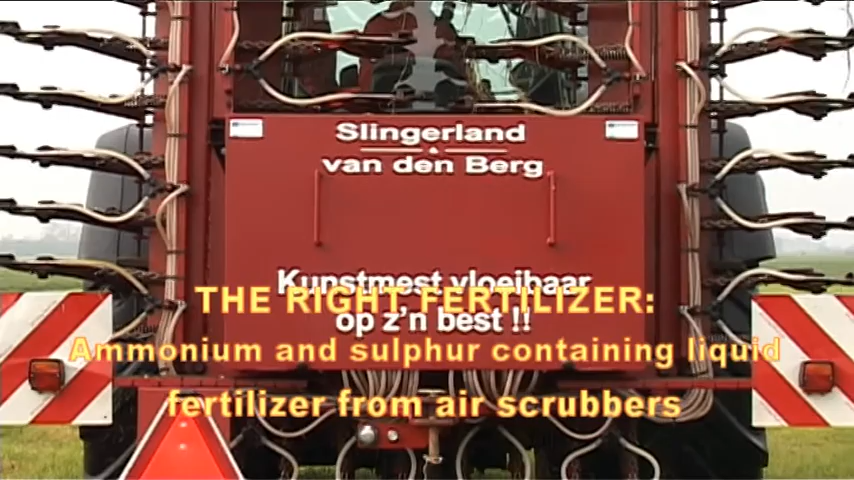 Slingerland
&
van den Berg
Kunstmest vloeibaar
op z'n best !!
THE RIGHT FERTILIZER:
Ammonium and sulphur containing liquid
fertilizer from air scrubbers